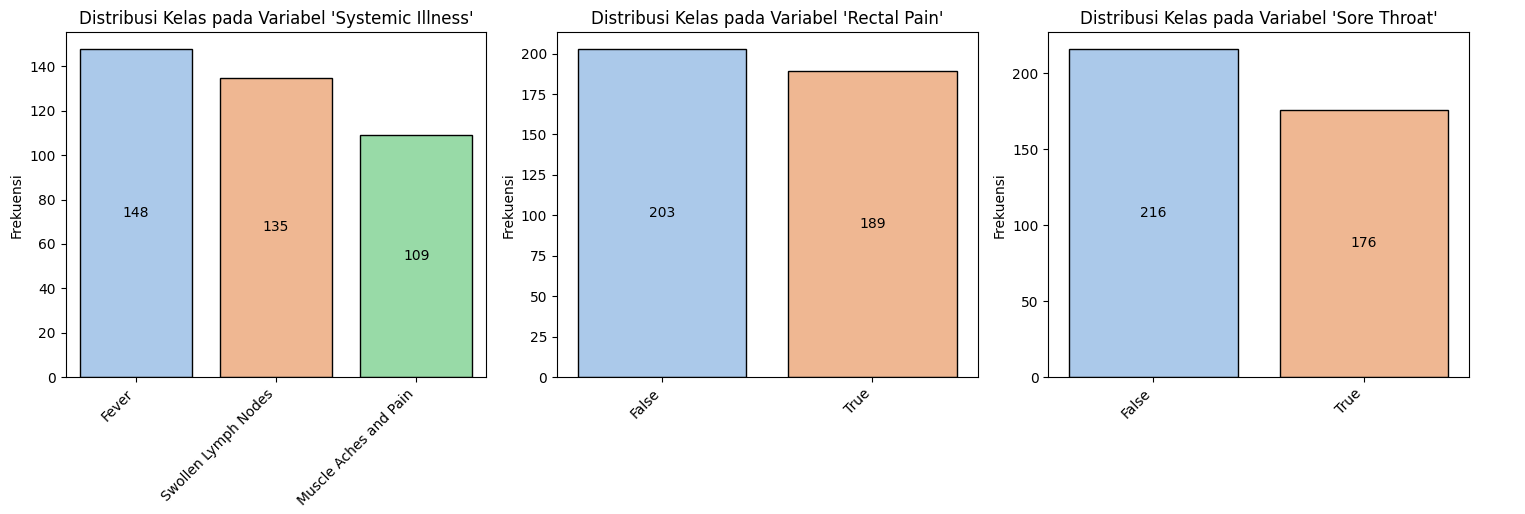 Distribusi Kelas pada Variabel 'Systemic Illness'
Frekuensi
140
120
100
80
60
40
20
0
148
135
109
Fever
Swollen Lymph Nodes
Muscle Aches and Pain
Distribusi Kelas pada Variabel 'Rectal Pain'
Frekuensi
200
175
150
125
100
75
50
25
0
203
189
False
True
Distribusi Kelas pada Variabel 'Sore Throat'
Frekuensi
200
150
100
50
0
216
176
False
True